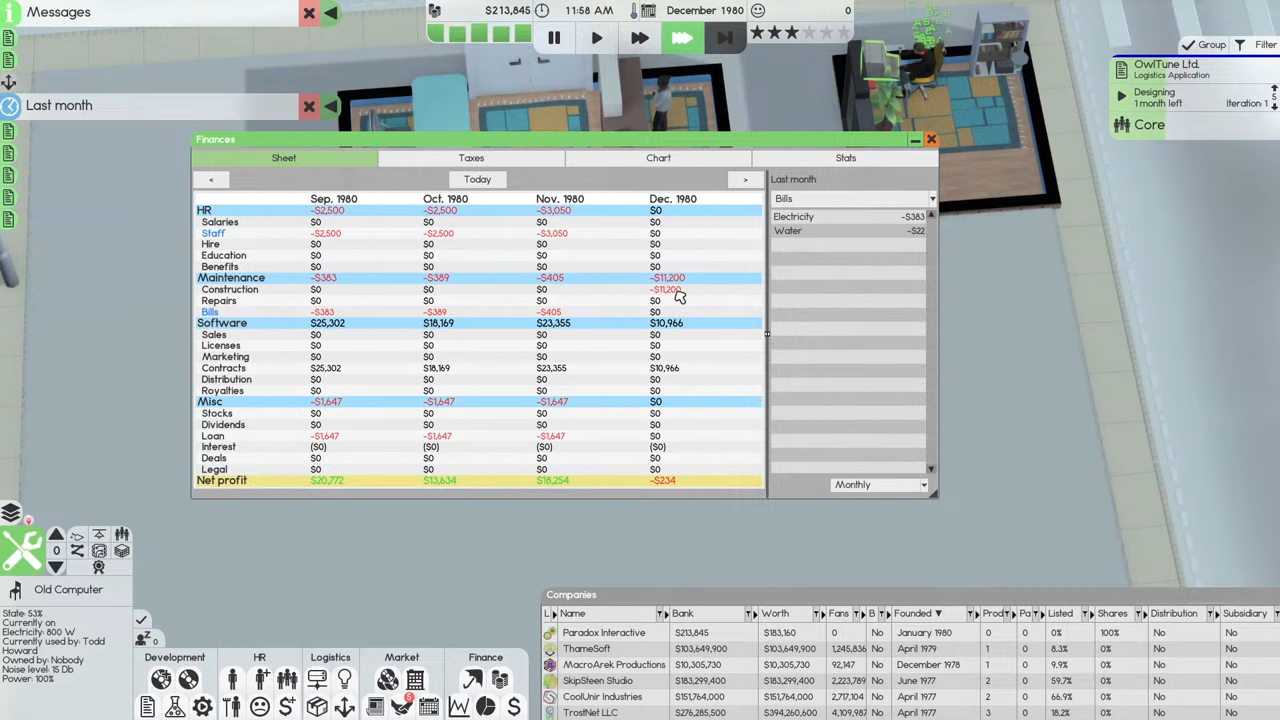 Messages
$213,845
11:58 AM
December 1980
0
Group
Filter
OwlTune Ltd.
Logistics Application
Designing
1 month left
Iteration: 1
Core
Last month
Finances
Sheet
Taxes
Chart
Stats
<
Today
>
Sep. 1980
Oct. 1980
Nov. 1980
Dec. 1980
HR -$2,500 -$2,500 -$3,050 $0
Salaries $0 $0 $0 $0
Staff -$2,500 -$2,500 -$3,050 $0
Hire $0 $0 $0 $0
Education $0 $0 $0 $0
Benefits $0 $0 $0 $0
Maintenance -$383 -$389 -$405 -$11,200
Construction $0 $0 $0 -$11,200
Repairs $0 $0 $0 $0
Bills -$383 -$389 -$405 $0
Software $25,302 $18,169 $23,355 $10,966
Sales $0 $0 $0 $0
Licenses $0 $0 $0 $0
Marketing $0 $0 $0 $0
Contracts $25,302 $18,169 $23,355 $10,966
Distribution $0 $0 $0 $0
Royalties $0 $0 $0 $0
Misc -$1,647 -$1,647 -$1,647 $0
Stocks $0 $0 $0 $0
Dividends $0 $0 $0 $0
Loan -$1,647 -$1,647 -$1,647 $0
Interest ($0) ($0) ($0) ($0)
Deals $0 $0 $0 $0
Legal $0 $0 $0 $0
Net profit $20,772 $13,634 $18,254 -$234
Last month
Bills
Electricity -$383
Water -$22
Monthly
0
Old Computer
State: 53%
Currently on
Electricity: 800 W
Currently used by: Todd
Howard
Owned by: Nobody
Noise level: 15 Db
Power: 100%
0
Development
HR
Logistics
Market
Finance
5
Companies
L Name Bank Worth Fans B Founded Prod Pa Listed Shares Distribution Subsidiary
Paradox Interactive $213,845 $183,160 0 No January 1980 0 0 0% 100% No No
ThameSoft $103,649,900 $103,649,900 1,245,836 No April 1979 1 0 8.3% 0% No No
MacroArek Productions $10,305,730 $10,305,730 92,147 No December 1978 1 0 9.9% 0% No No
SkipSteen Studio $183,299,400 $183,299,400 2,223,789 No June 1977 2 0 59.7% 0% No No
CoolUnir Industries $151,764,000 $151,764,000 2,717,104 No April 1977 2 0 66.9% 0% No No
TrostNet LLC $276,285,500 $394,260,600 4,109,987 No April 1977 3 0 18.2% 0% No No